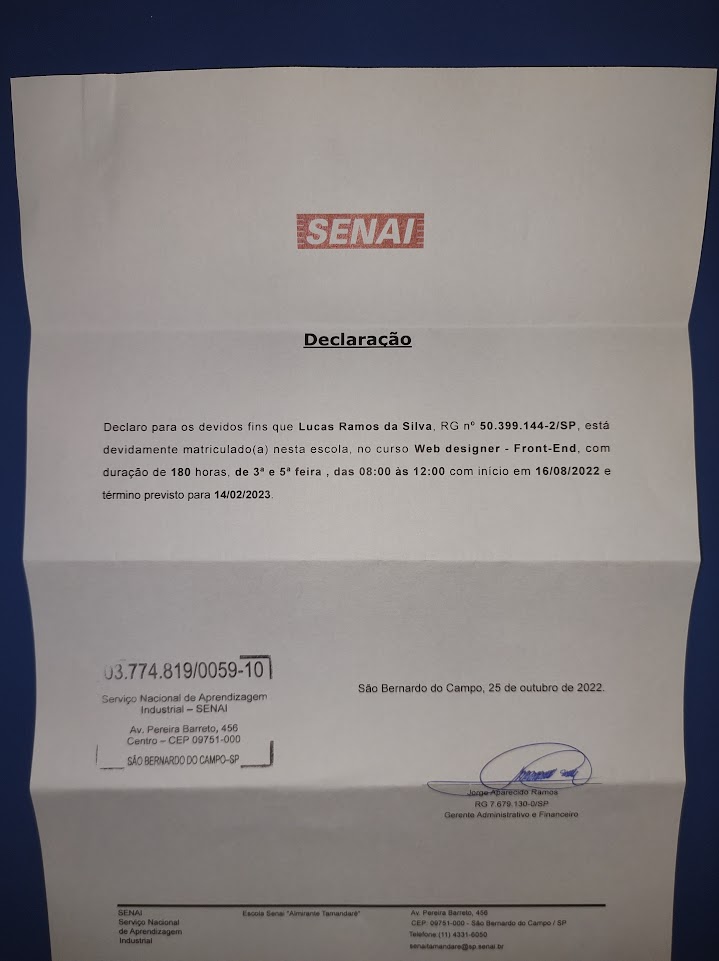 SENAI
Declaração
Declaro para os devidos fins que Lucas Ramos da Silva, RG nº 50.399.144-2/SP, está
devidamente matriculado(a) nesta escola, no curso Web designer - Front-End, com
duração de 180 horas, de 3ª e 5ª feira , das 08:00 às 12:00 com início em 16/08/2022 e
término previsto para 14/02/2023.
03.774.819/0059-10
Serviço Nacional de Aprendizagem
Industrial – SENAI
Av. Pereira Barreto, 456
Centro – CEP 09751-000
SÃO BERNARDO DO CAMPO-SP
São Bernardo do Campo, 25 de outubro de 2022.
Jorge Aparecido Ramos
RG 7.679.130-0/SP
Gerente Administrativo e Financeiro
SENAI
Serviço Nacional
de Aprendizagem
Industrial
Escola Senai "Almirante Tamandaré"
Av. Pereira Barreto, 456
CEP: 09751-000 - São Bernardo do Campo / SP
Telefone (11) 4331-6050
senaitamandare@sp.senai.br